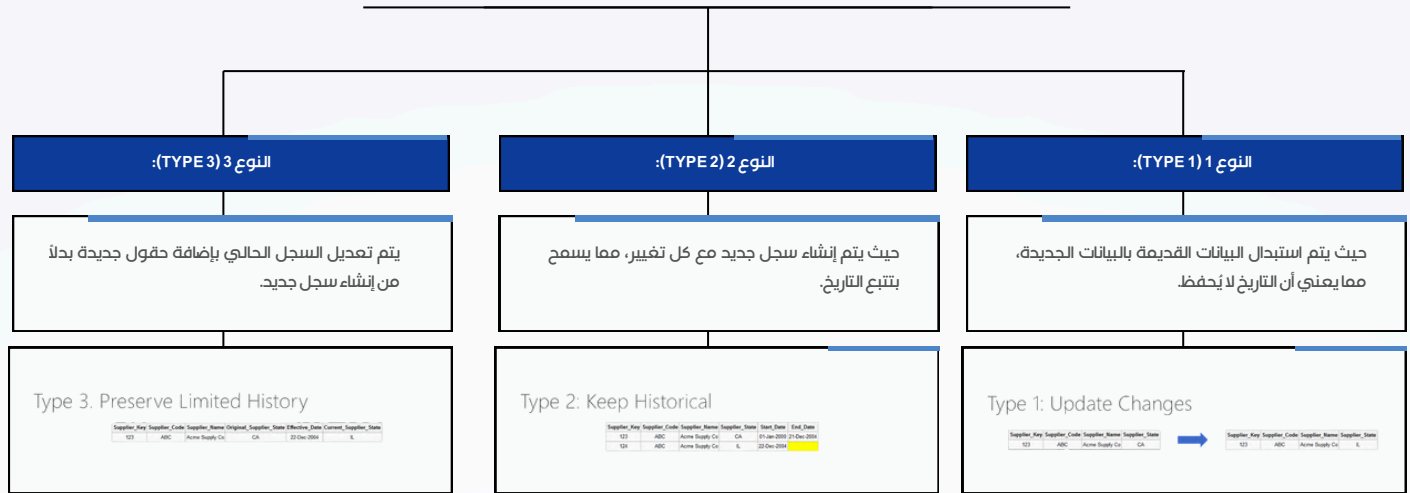 النوع 1 (TYPE 1):
حيث يتم استبدال البيانات القديمة بالبيانات الجديدة،
مما يعني أن التاريخ لا يُحفظ.
Type 1: Update Changes
Supplier_Key Supplier_Code Supplier_Name Supplier_State
123 ABC Acme Supply Co CA
Supplier_Key Supplier_Code Supplier_Name Supplier_State
123 ABC Acme Supply Co IL
النوع 2 (TYPE 2):
حيث يتم إنشاء سجل جديد مع كل تغيير، مما يسمح
بتتبع التاريخ.
Type 2: Keep Historical
Supplier_Key Supplier_Code Supplier_Name Supplier_State Start_Date End_Date
123 ABC Acme Supply Co CA 01-Jan-2000 21-Dec-2004
124 ABC Acme Supply Co IL 22-Dec-2004
النوع 3 (TYPE 3):
يتم تعديل السجل الحالي بإضافة حقول جديدة بدلاً
من إنشاء سجل جديد.
Type 3. Preserve Limited History
Supplier_Key Supplier_Code Supplier_Name Original_Supplier_State Effective_Date Current_Supplier_State
123 ABC Acme Supply Co CA 22-Dec-2004 IL